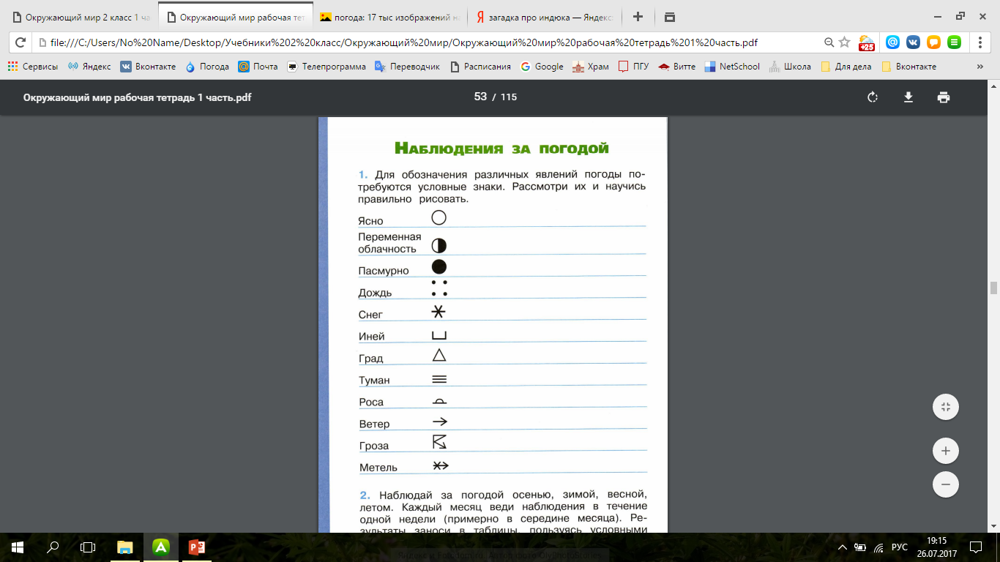 Окружающий мир 2 класс 1 ча
Окружающий мир рабочая тет
погода: 17 тыс изображений н
загадка про индюка — Яндекс
file:///C:/Users/No%20Name/Desktop/Учебники%202%20класс/Окружающий%20мир/Окружающий%20мир%20рабочая%20тетрадь%201%20часть.pdf
+25
Сервисы
Яндекс
Вконтакте
Погода
Почта
Телепрограмма
Переводчик
Расписания
Google
Храм
ПГУ
Витте
NetSchool
Школа
Для дела
Вконтакте
»
Окружающий мир рабочая тетрадь 1 часть.pdf
53 / 115
НАБЛЮДЕНИЯ ЗА ПОГОДОЙ
1. Для обозначения различных явлений погоды по-
требуются условные знаки. Рассмотри их и научись
правильно рисовать.
Ясно
Переменная
облачность
Пасмурно
Дождь
Снег
Иней
Град
Туман
Роса
Ветер
Гроза
Метель
2. Наблюдай за погодой осенью, зимой, весной,
летом. Каждый месяц веди наблюдения в течение
одной недели (примерно в середине месяца). Ре-
зультаты заноси в таблицы, пользуясь условными
РУС
19:15
26.07.2017